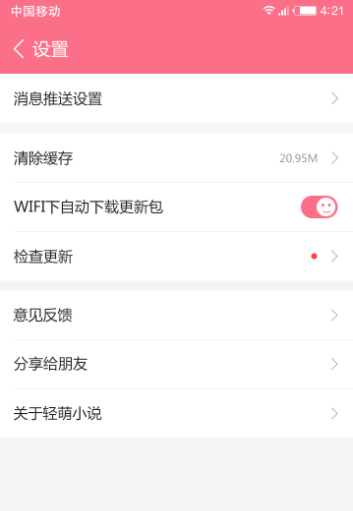 中国移动 4:21
设置
消息推送设置
清除缓存 20.95M
WIFI下自动下载更新包
检查更新
意见反馈
分享给朋友
关于轻萌小说